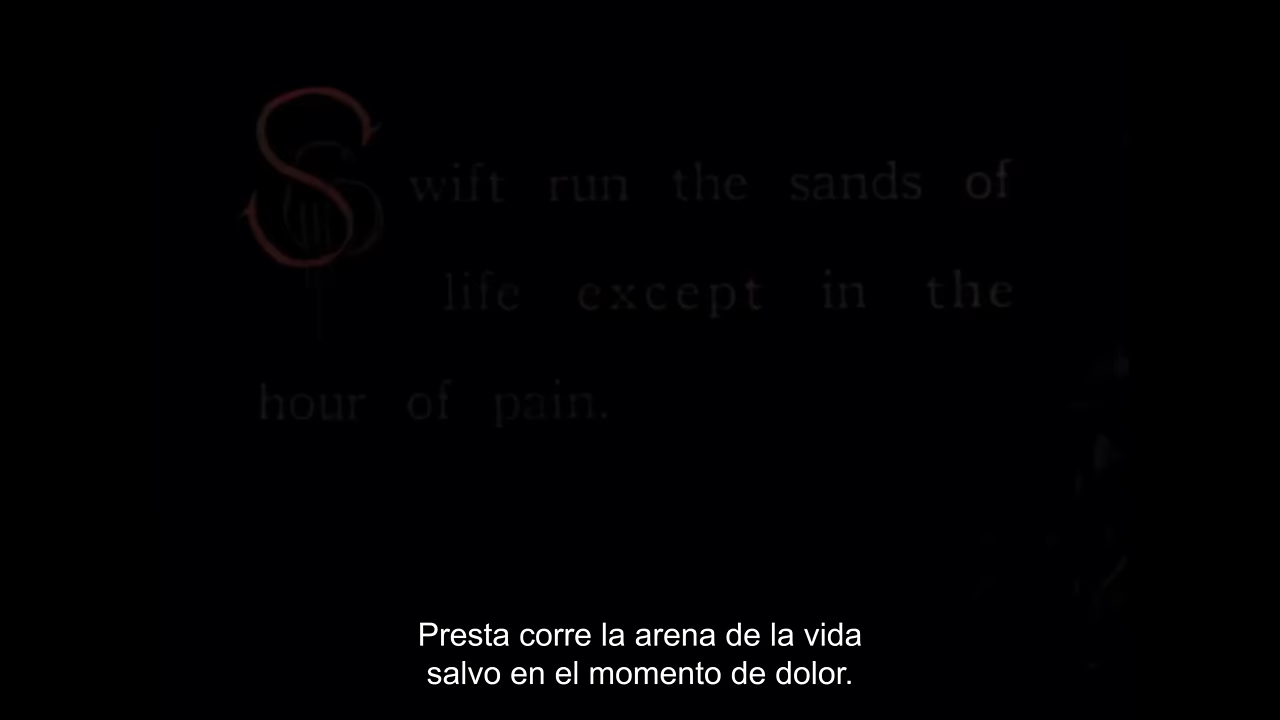 Swift run the sands of
life except in the
hour of pain.
Presta corre la arena de la vida
salvo en el momento de dolor.